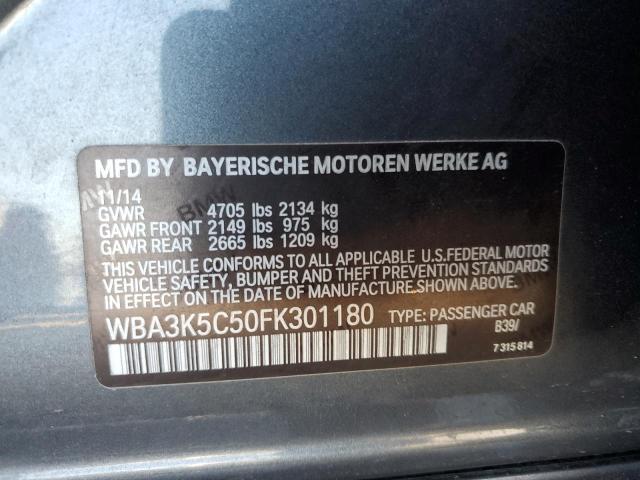 MFD BY BAYERISCHE MOTOREN WERKE AG
11/14
GVWR 4705 lbs 2134 kg
GAWR FRONT 2149 lbs 975 kg
GAWR REAR 2665 lbs 1209 kg
THIS VEHICLE CONFORMS TO ALL APPLICABLE U.S.FEDERAL MOTOR
VEHICLE SAFETY, BUMPER AND THEFT PREVENTION STANDARDS
IN EFFECT ON THE DATE OF MANUFACTURE SHOWN ABOVE.
WBA3K5C50FK301180 TYPE: PASSENGER CAR
B39/
7 315 814